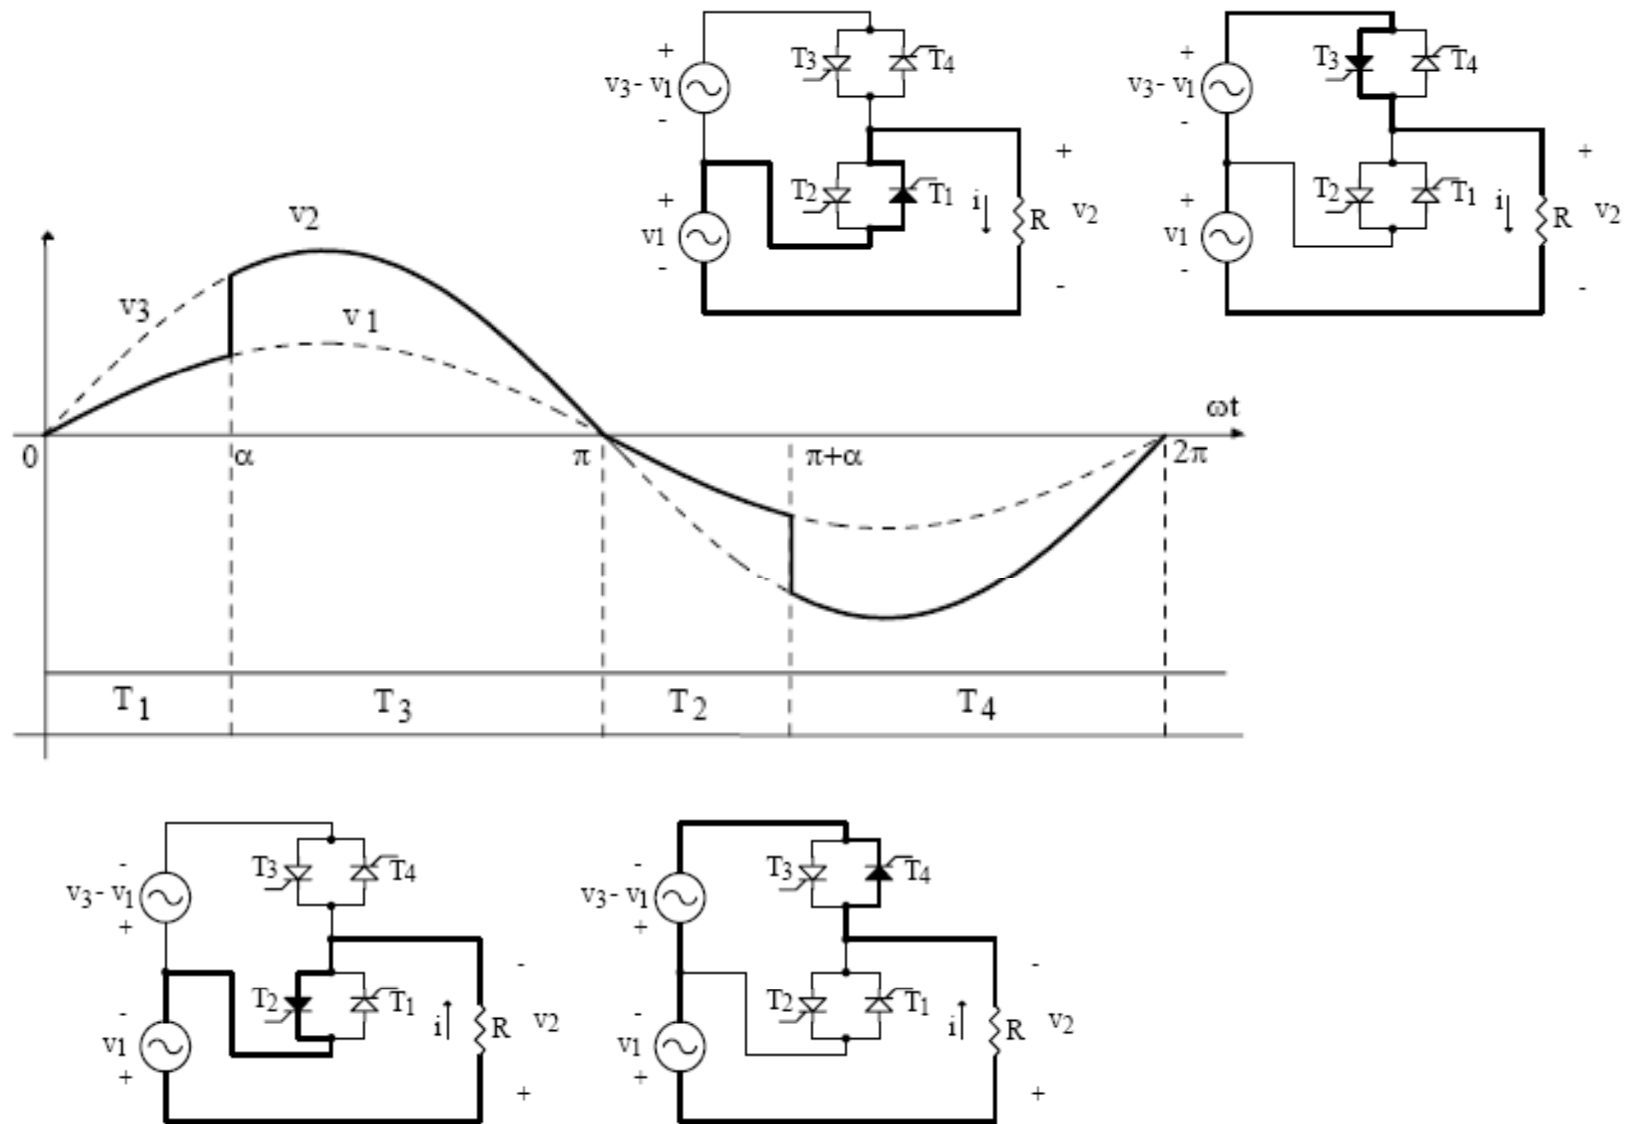 + T3 T4 + T3 T4
v3 - v1 v3 - v1
- + - +
+ T2 T1 i R v2 + T2 T1 i R v2
v1 v1
- - - -
v2
v3 v1
ωt
0 α π π+α 2π
T1 T3 T2 T4
- T3 T4 - T3 T4
v3 - v1 v3 - v1
+ - + -
- T2 T1 i R v2 - T2 T1 i R v2
v1 v1
+ + + +